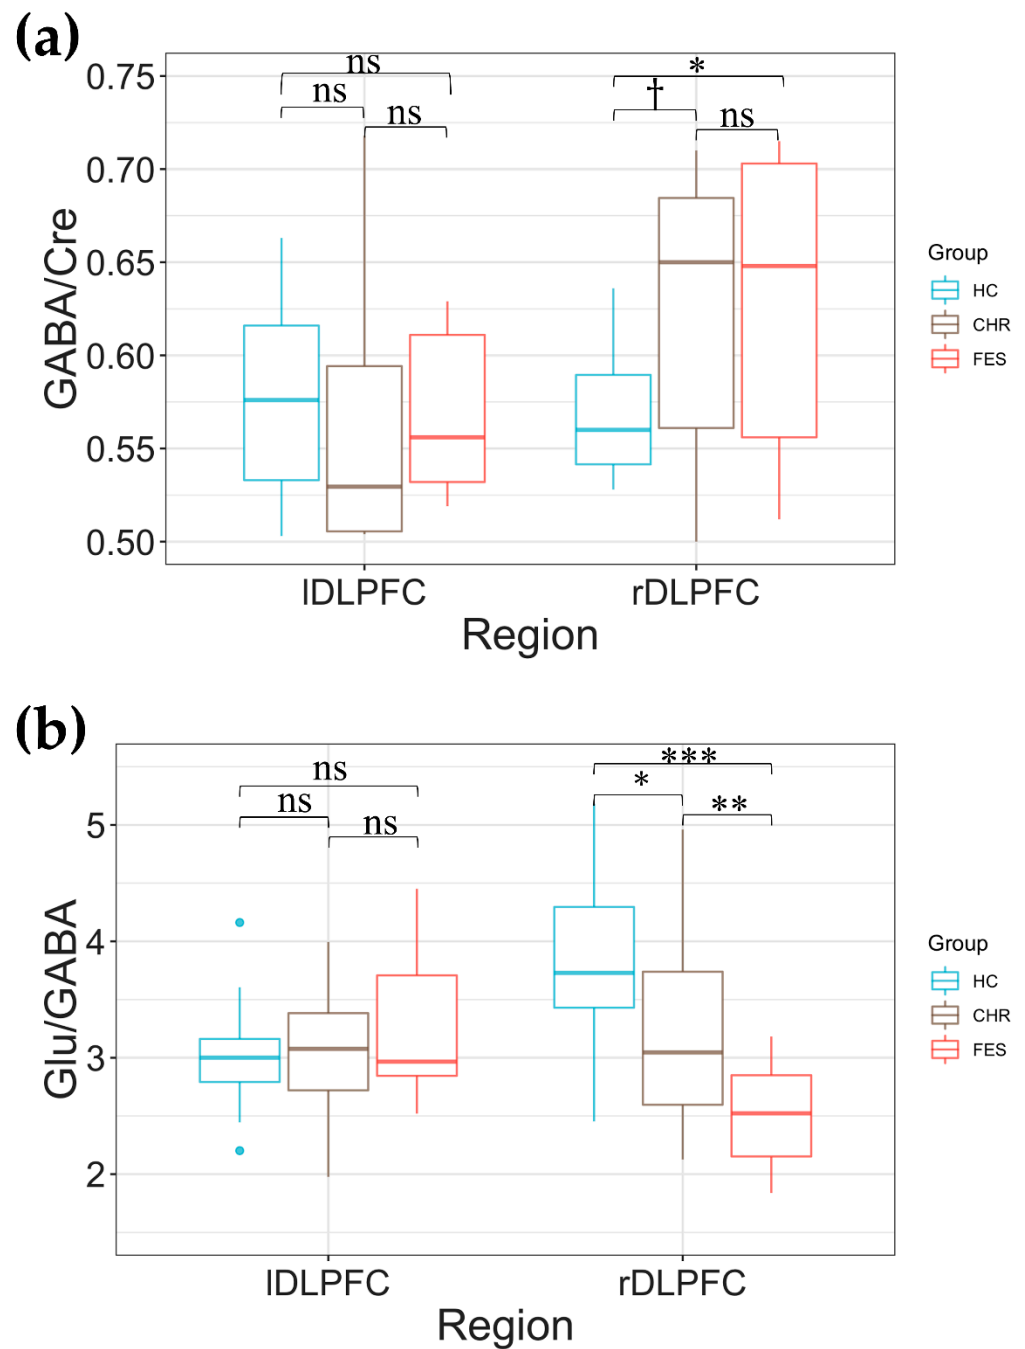 (a)
ns
*
ns
†
ns
ns
0.75
0.70
0.65
0.60
0.55
0.50
GABA/Cre
lDLPFC
rDLPFC
Region
Group
HC
CHR
FES
(b)
***
ns
*
ns
**
ns
5
4
3
2
Glu/GABA
lDLPFC
rDLPFC
Region
Group
HC
CHR
FES